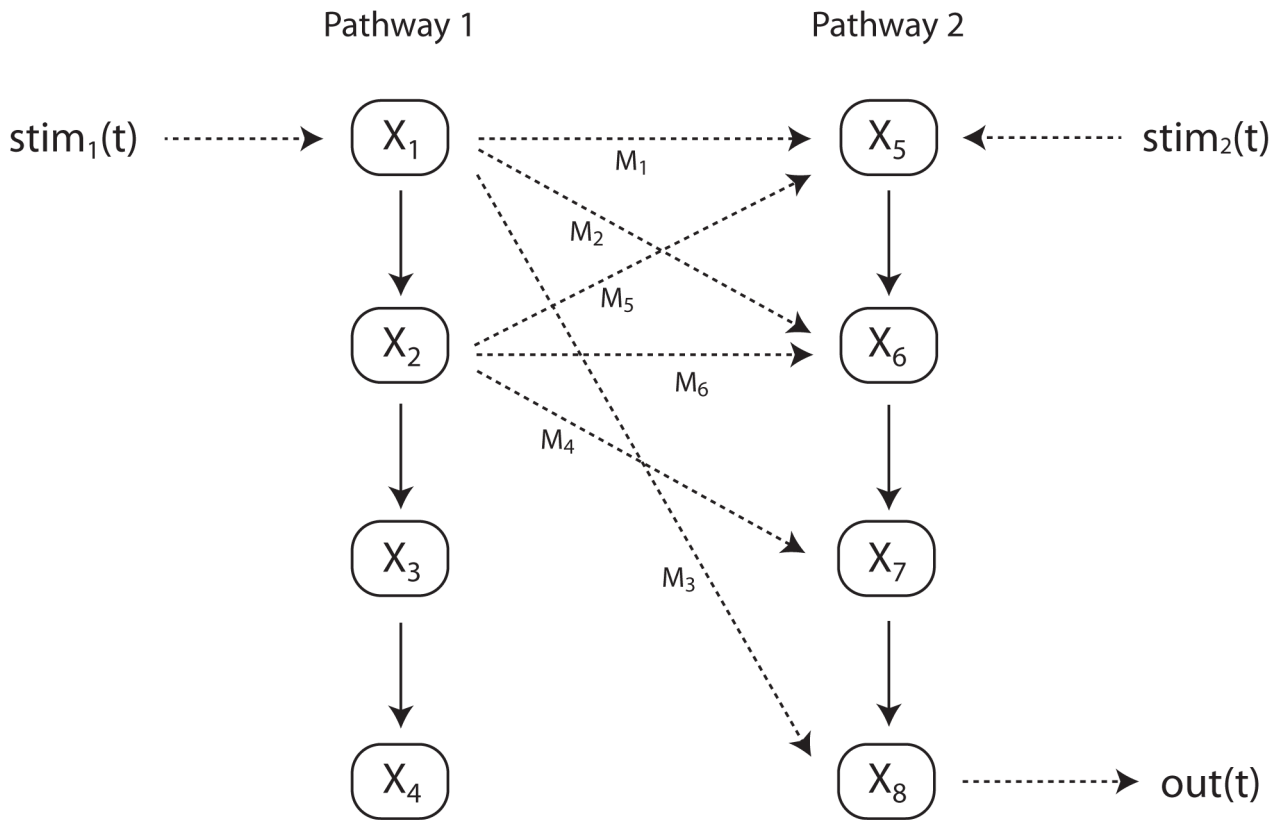 Pathway 1
Pathway 2
stim₁(t)
X₁
X₅
stim₂(t)
M₁
M₂
M₅
X₂
X₆
M₆
M₄
X₃
X₇
M₃
X₄
X₈
out(t)